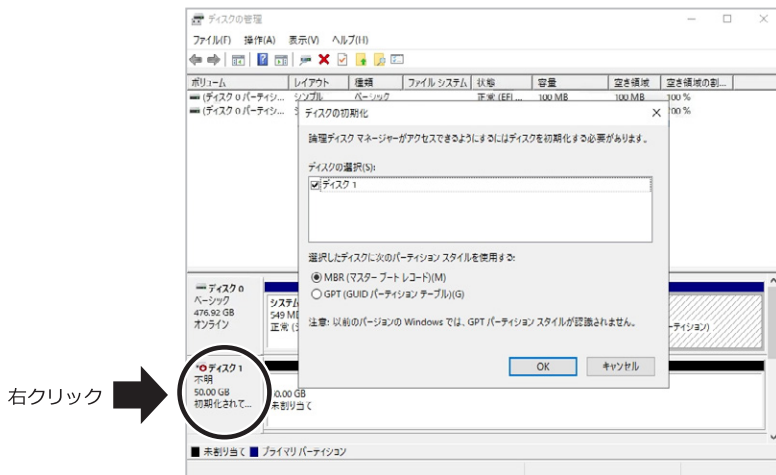 ディスクの管理
ファイル(F) 操作(A) 表示(V) ヘルプ(H)
ボリューム レイアウト 種類 ファイル システム 状態 容量 空き領域 空き領域の割...
(ディスク 0 パーティシ... シンプル ベーシック 正常 (EFI ... 100 MB 100 MB 100 %
(ディスク 0 パーティシ...
ディスクの初期化
論理ディスク マネージャーがアクセスできるようにするにはディスクを初期化する必要があります。
ディスクの選択(S):
ディスク 1
選択したディスクに次のパーティション スタイルを使用する:
MBR (マスター ブート レコード)(M)
GPT (GUID パーティション テーブル)(G)
注意: 以前のバージョンの Windows では、GPT パーティション スタイルが認識されません。
OK キャンセル
ディスク 0
ベーシック
476.92 GB
オンライン
システム
549 MB
正常 (
ーティション)
ディスク 1
不明
50.00 GB
初期化されて...
50.00 GB
未割り当て
右クリック
未割り当て プライマリ パーティション